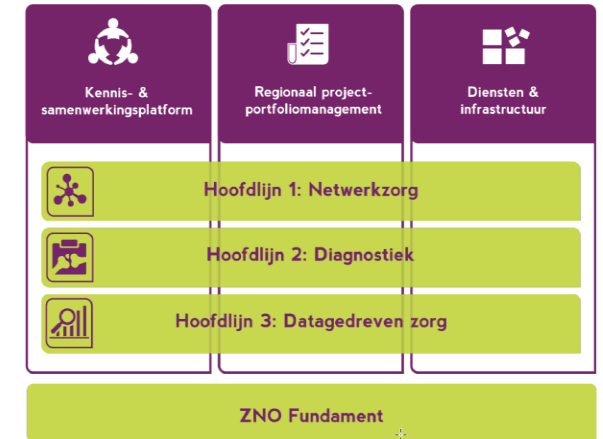 Kennis- &
samenwerkingsplatform
Regionaal project-
portfoliomanagement
Diensten &
infrastructuur
Hoofdlijn 1: Netwerkzorg
Hoofdlijn 2: Diagnostiek
Hoofdlijn 3: Datagedreven zorg
ZNO Fundament